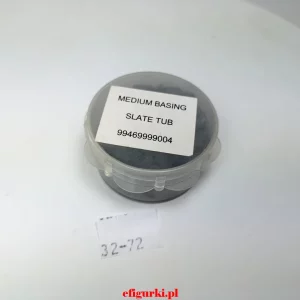 MEDIUM BASING
SLATE TUB
99469999004
32-72
efigurki.pl